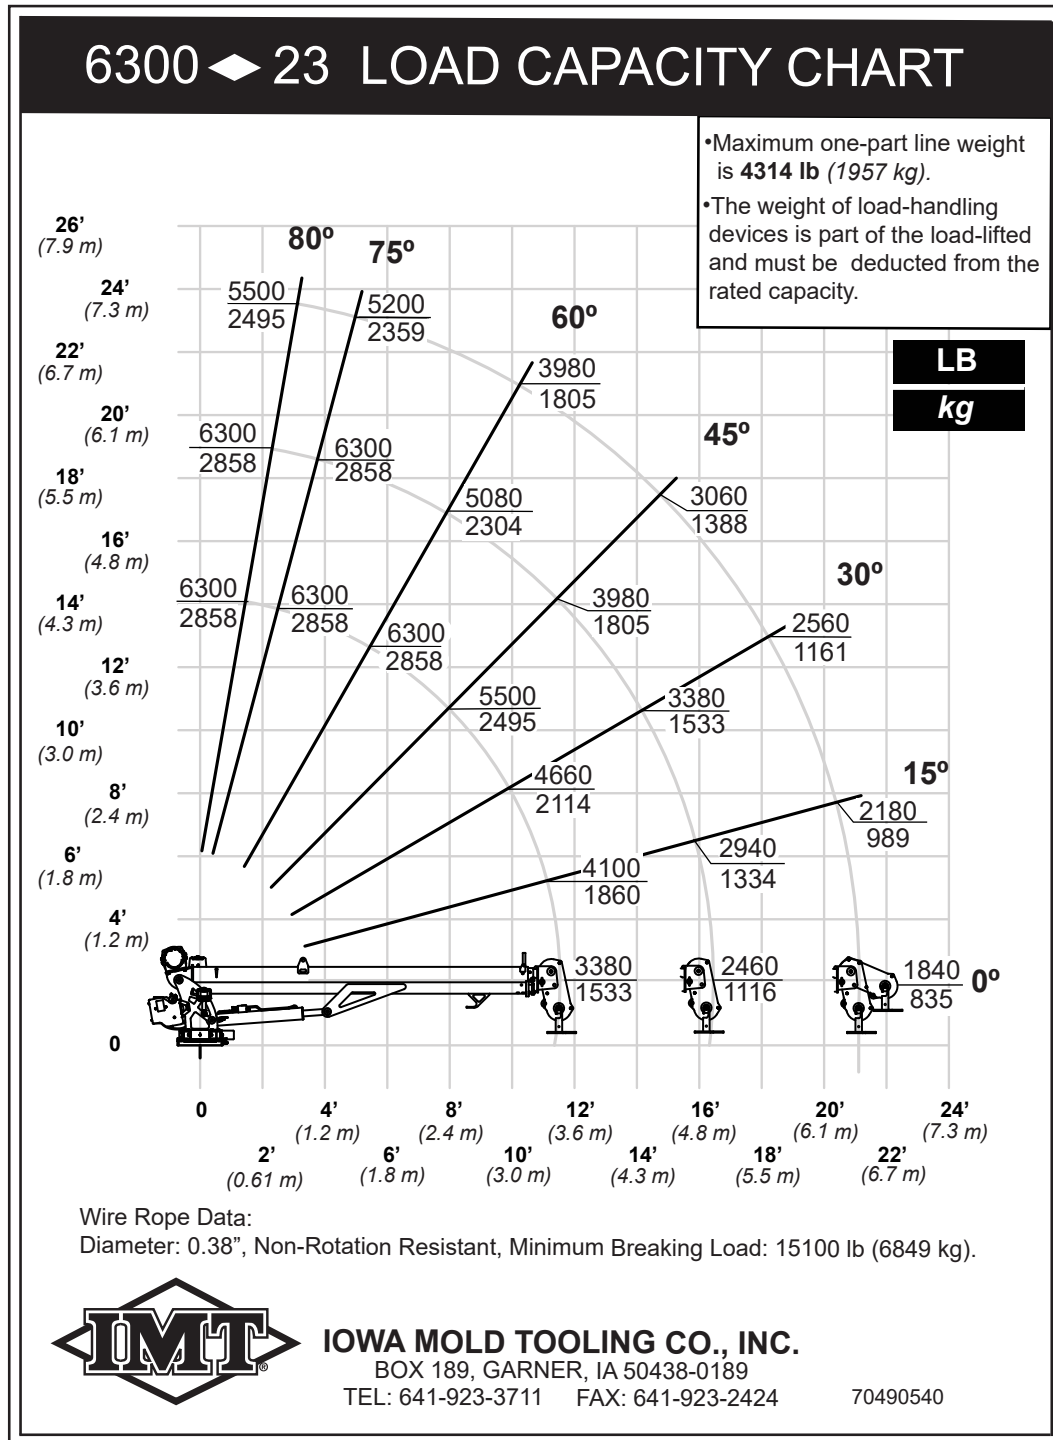 6300 ◄► 23 LOAD CAPACITY CHART
•Maximum one-part line weight
is 4314 lb (1957 kg).
•The weight of load-handling
devices is part of the load-lifted
and must be deducted from the
rated capacity.
LB
kg
26’
(7.9 m)
24’
(7.3 m)
22’
(6.7 m)
20’
(6.1 m)
18’
(5.5 m)
16’
(4.8 m)
14’
(4.3 m)
12’
(3.6 m)
10’
(3.0 m)
8’
(2.4 m)
6’
(1.8 m)
4’
(1.2 m)
0
80º
5500
2495
6300
2858
6300
2858
75º
5200
2359
6300
2858
6300
2858
60º
3980
1805
5080
2304
6300
2858
45º
3060
1388
3980
1805
5500
2495
30º
2560
1161
3380
1533
4660
2114
15º
2180
989
2940
1334
4100
1860
3380
1533
2460
1116
1840
835
0º
0
4’
(1.2 m)
8’
(2.4 m)
12’
(3.6 m)
16’
(4.8 m)
20’
(6.1 m)
24’
(7.3 m)
2’
(0.61 m)
6’
(1.8 m)
10’
(3.0 m)
14’
(4.3 m)
18’
(5.5 m)
22’
(6.7 m)
Wire Rope Data:
Diameter: 0.38”, Non-Rotation Resistant, Minimum Breaking Load: 15100 lb (6849 kg).
IMT®
IOWA MOLD TOOLING CO., INC.
BOX 189, GARNER, IA 50438-0189
TEL: 641-923-3711 FAX: 641-923-2424
70490540